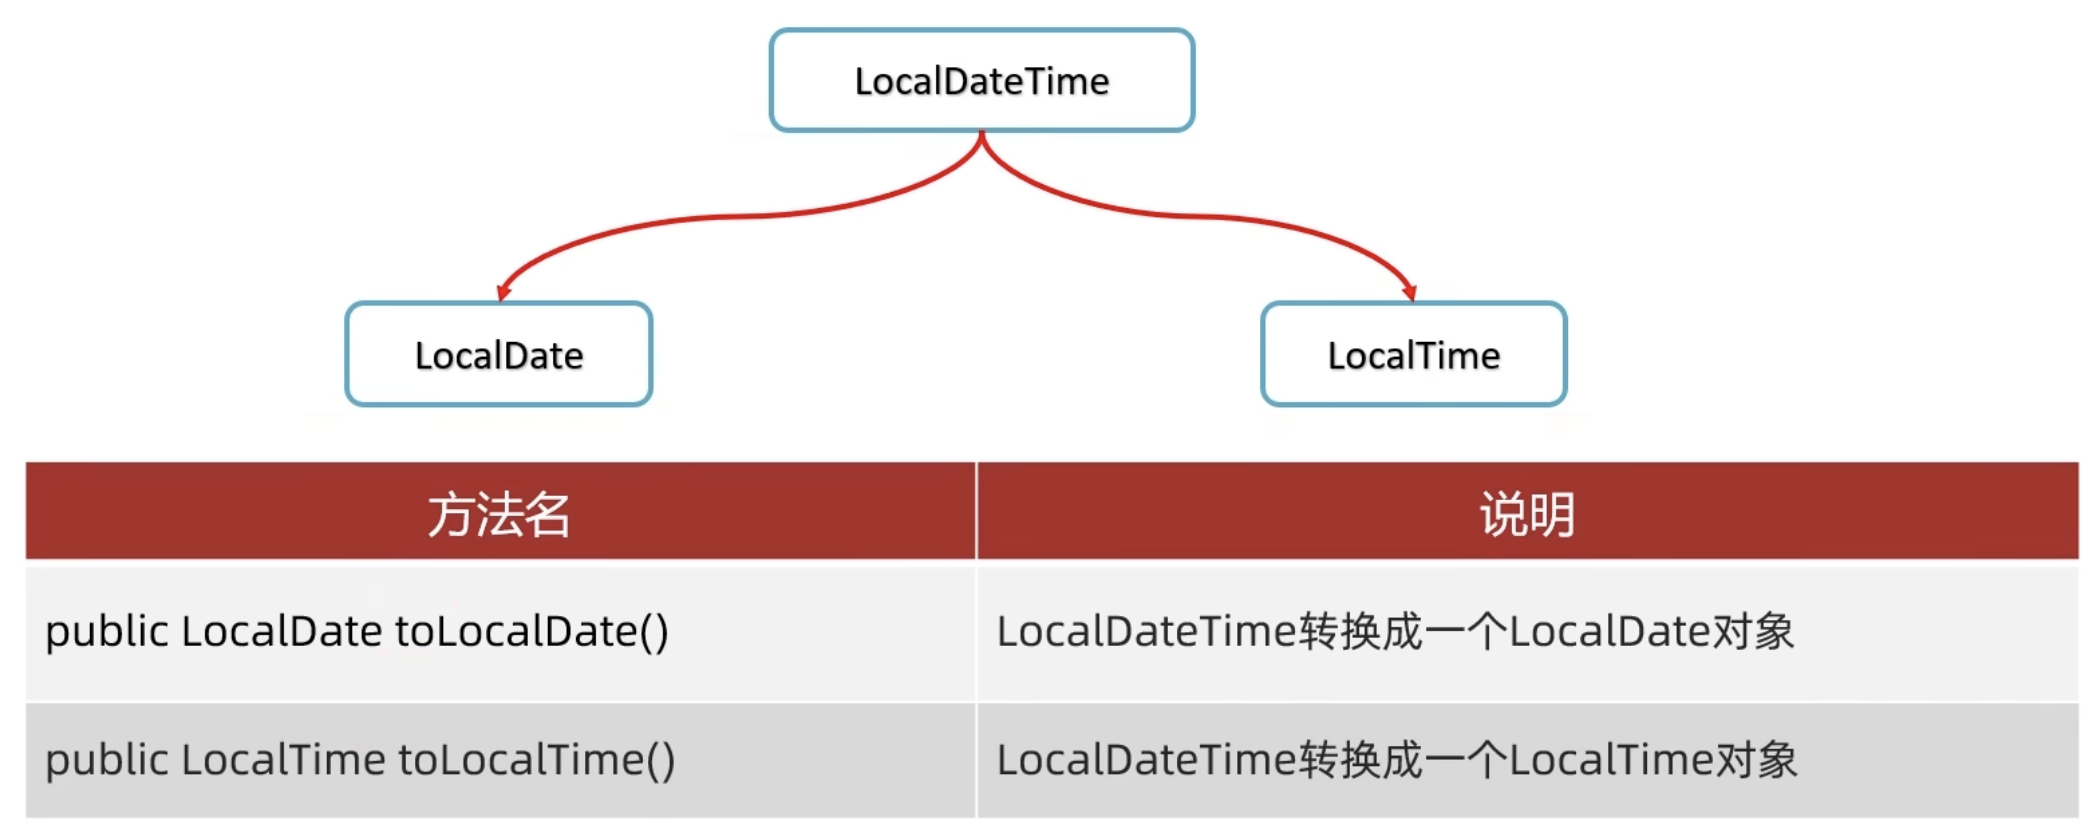 LocalDateTime
LocalDate
LocalTime
方法名
说明
public LocalDate toLocalDate()
LocalDateTime转换成一个LocalDate对象
public LocalTime toLocalTime()
LocalDateTime转换成一个LocalTime对象